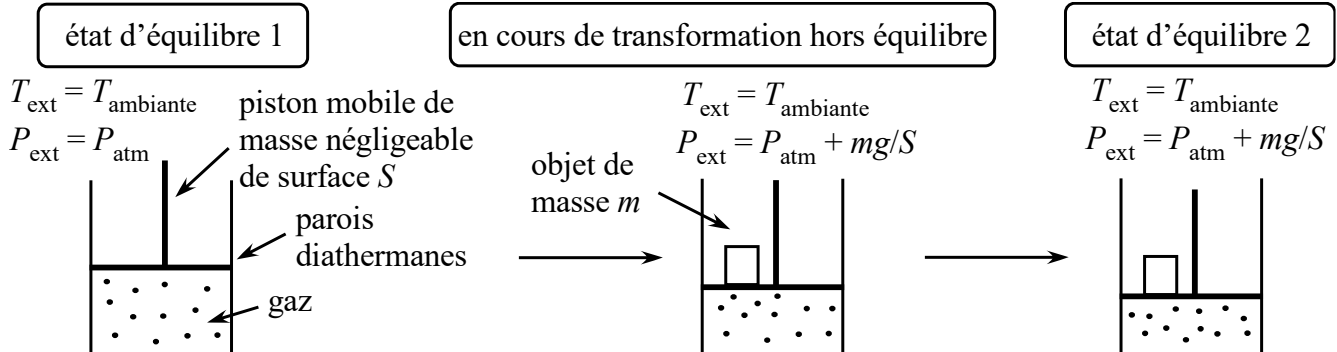 état d’équilibre 1
en cours de transformation hors équilibre
état d’équilibre 2
T_ext = T_ambiante
P_ext = P_atm
piston mobile de
masse négligeable
de surface S
parois
diathermanes
gaz
objet de
masse m
T_ext = T_ambiante
P_ext = P_atm + mg/S
T_ext = T_ambiante
P_ext = P_atm + mg/S